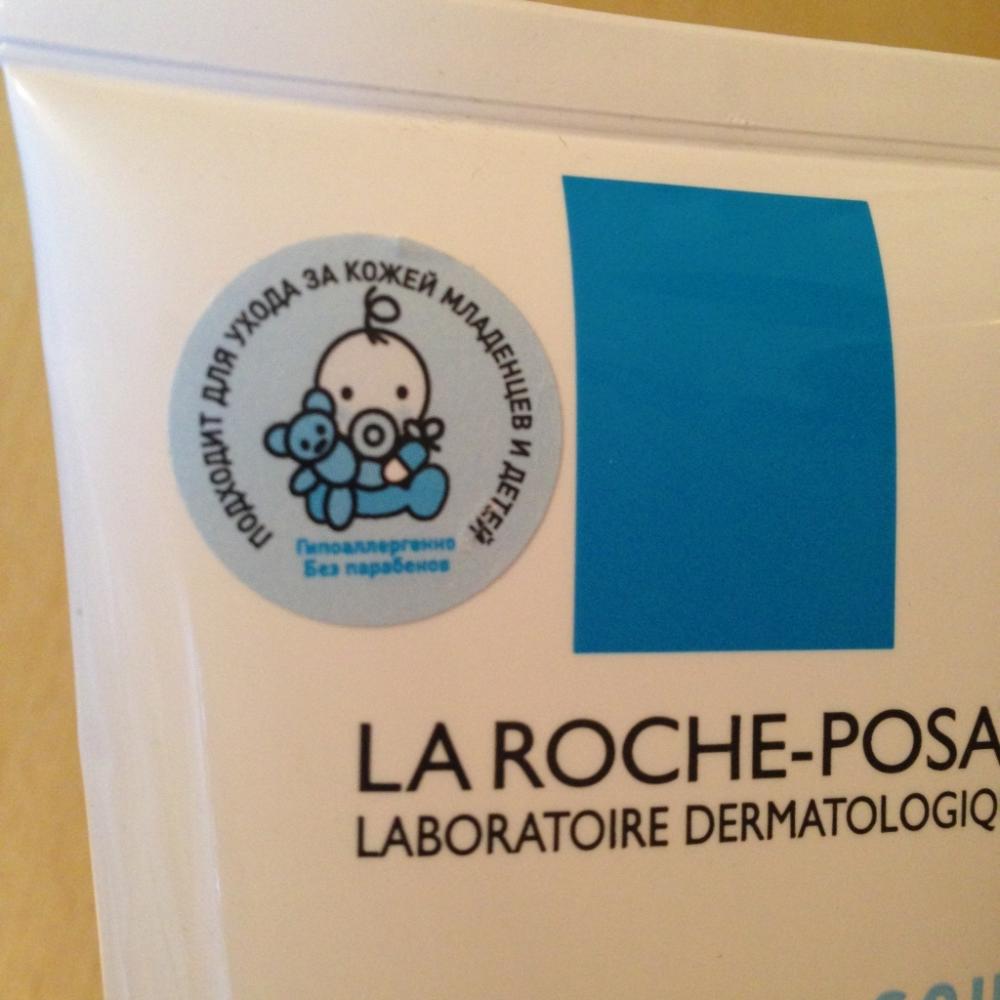 ПОДХОДИТ ДЛЯ УХОДА ЗА КОЖЕЙ МЛАДЕНЦЕВ И ДЕТЕЙ
Гипоаллергенно
Без парабенов
LA ROCHE-POSA
LABORATOIRE DERMATOLOGIQ